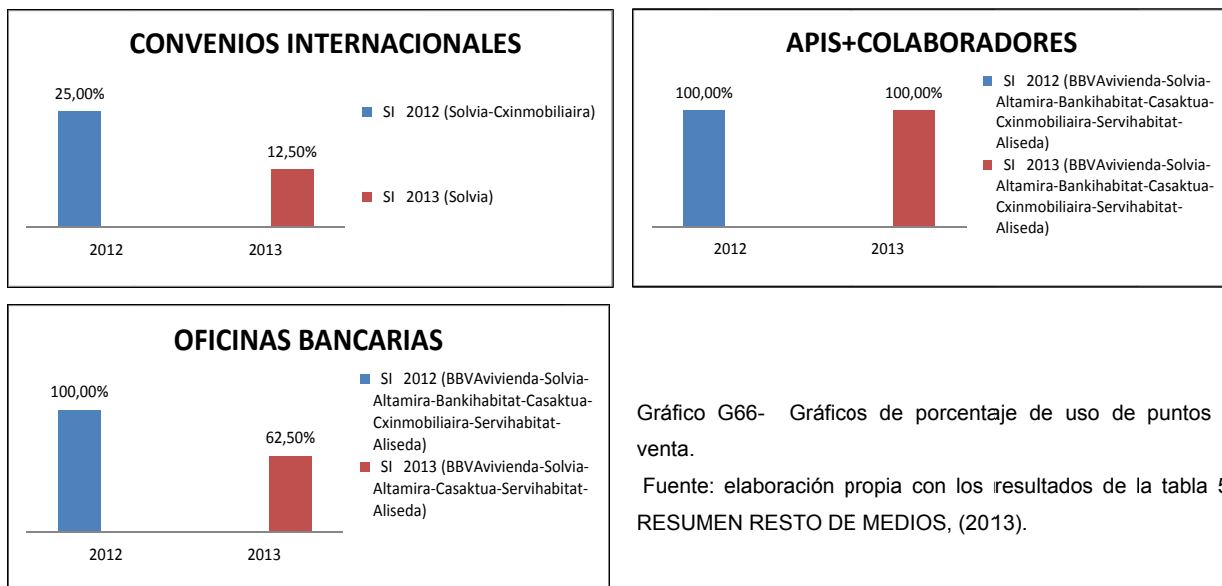 CONVENIOS INTERNACIONALES
25,00%
12,50%
SI 2012 (Solvia-Cxinmobiliaira)
SI 2013 (Solvia)
2012
2013
APIS+COLABORADORES
100,00%
100,00%
SI 2012 (BBVAvivienda-Solvia-
Altamira-Bankihabitat-Casaktua-
Cxinmobiliaira-Servihabitat-
Aliseda)
SI 2013 (BBVAvivienda-Solvia-
Altamira-Bankihabitat-Casaktua-
Cxinmobiliaira-Servihabitat-
Aliseda)
2012
2013
OFICINAS BANCARIAS
100,00%
62,50%
SI 2012 (BBVAvivienda-Solvia-
Altamira-Bankihabitat-Casaktua-
Cxinmobiliaira-Servihabitat-
Aliseda)
SI 2013 (BBVAvivienda-Solvia-
Altamira-Casaktua-Servihabitat-
Aliseda)
2012
2013
Gráfico G66- Gráficos de porcentaje de uso de puntos
venta.
Fuente: elaboración propia con los resultados de la tabla
RESUMEN RESTO DE MEDIOS, (2013).